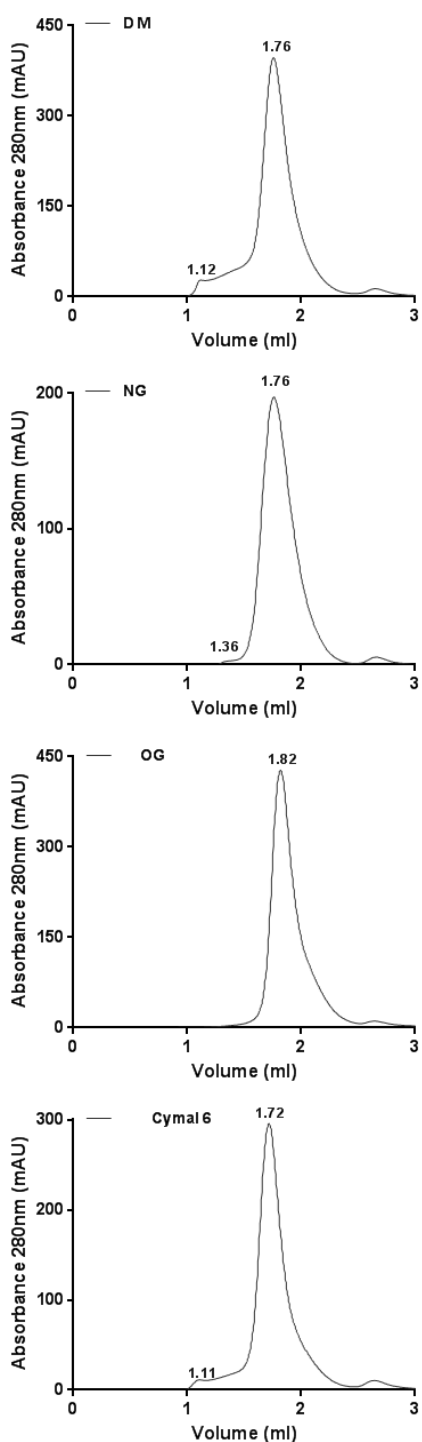 DM
1.76
1.12
450
300
150
0
0 1 2 3
Volume (ml)
Absorbance 280nm (mAU)
NG
1.76
1.36
200
100
0
0 1 2 3
Volume (ml)
Absorbance 280nm (mAU)
OG
1.82
450
300
150
0
0 1 2 3
Volume (ml)
Absorbance 280nm (mAU)
Cymal 6
1.72
1.11
300
200
100
0
0 1 2 3
Volume (ml)
Absorbance 280nm (mAU)